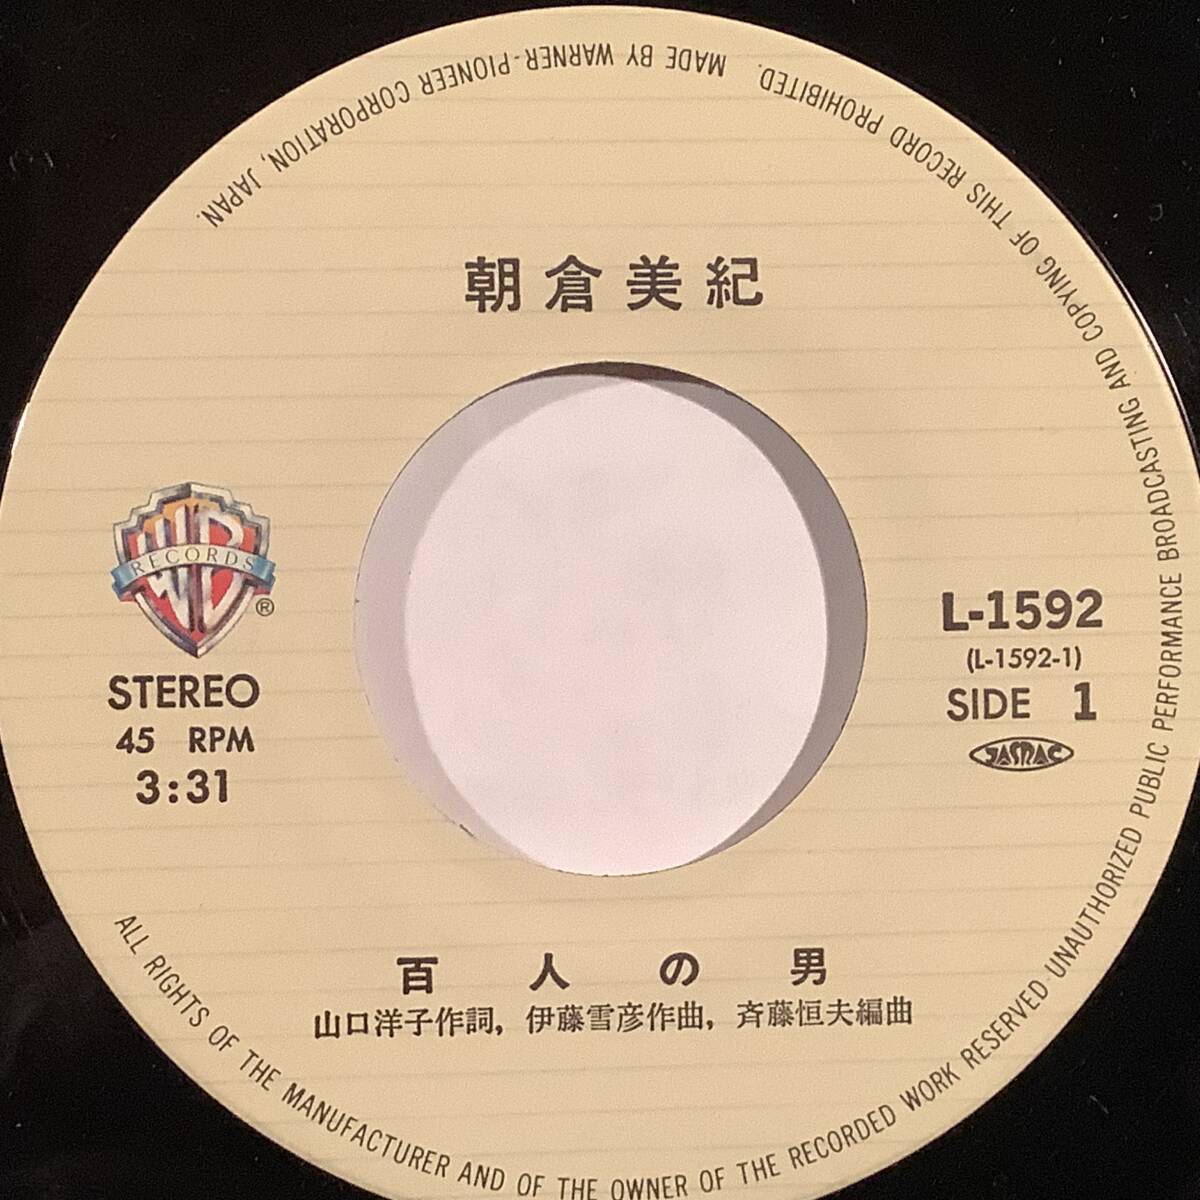 朝倉美紀
WB
RECORDS
®
STEREO
45 RPM
3:31
L-1592
(L-1592-1)
SIDE 1
JASRAC
百人の男
山口洋子作詞, 伊藤雪彦作曲, 斉藤恒夫編曲
ALL RIGHTS OF THE MANUFACTURER AND OF THE OWNER OF THE RECORDED WORK RESERVED·UNAUTHORIZED PUBLIC PERFORMANCE BROADCASTING AND COPYING OF THIS RECORD PROHIBITED. MADE BY WARNER-PIONEER CORPORATION, JAPAN.